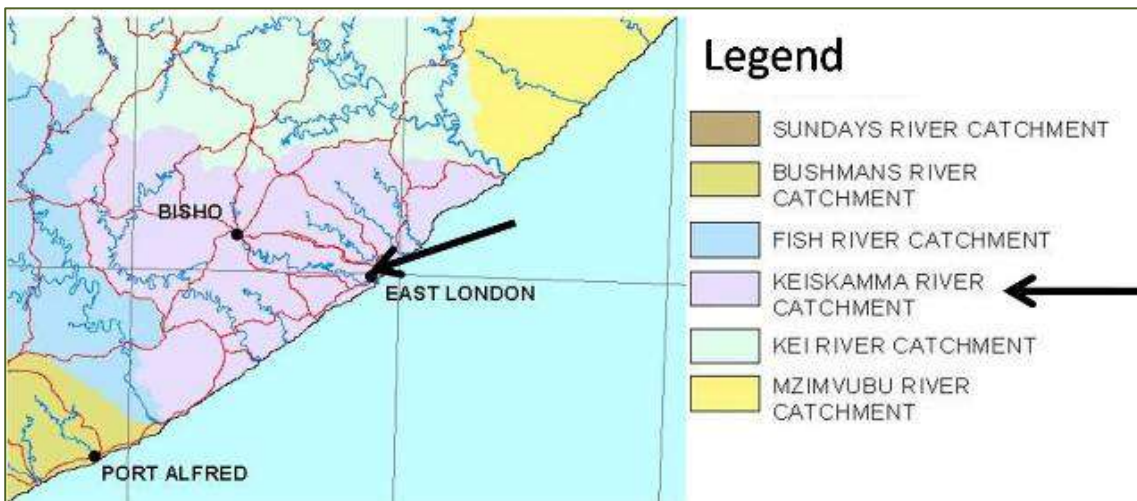 BISHO
EAST LONDON
PORT ALFRED
Legend
SUNDAYS RIVER CATCHMENT
BUSHMANS RIVER
CATCHMENT
FISH RIVER CATCHMENT
KEISKAMMA RIVER
CATCHMENT
KEI RIVER CATCHMENT
MZIMVUBU RIVER
CATCHMENT